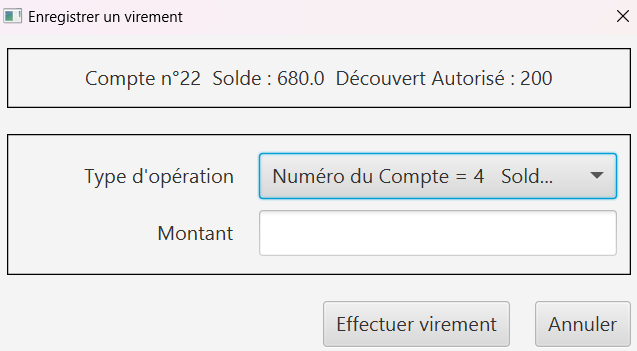 Enregistrer un virement
Compte n°22 Solde : 680.0 Découvert Autorisé : 200
Type d'opération
Numéro du Compte = 4 Sold...
Montant
Effectuer virement
Annuler